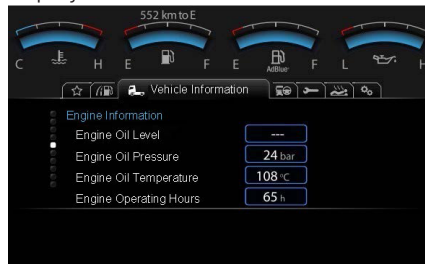 552 km to E
C H E F E F L
AdBlue
Vehicle Information
Engine Information
Engine Oil Level ---
Engine Oil Pressure 24 bar
Engine Oil Temperature 108 °C
Engine Operating Hours 65 h